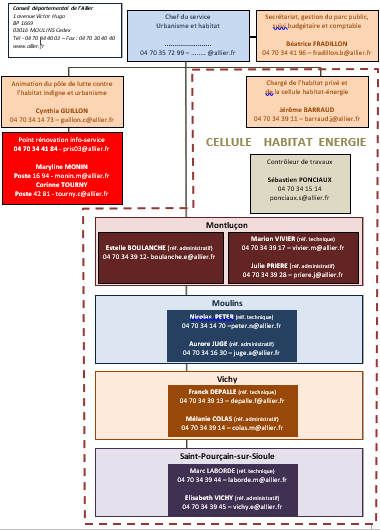 Conseil départemental de l'Allier
1 avenue Victor Hugo
BP 1669
03016 MOULINS Cedex
Tél - 04 70 34 40 03 – Fax : 04 70 30 40 40
www.allier.fr
Chef du service
Urbanisme et habitat
04 70 35 72 99 – ........ @allier.fr
Secrétariat, gestion du parc public,
suivi budgétaire et comptable
Béatrice FRADILLON
04 70 34 41 96 – fradillon.b@allier.fr
Animation du pôle de lutte contre
l'habitat indigne et urbanisme
Cynthia GUILLON
04 70 34 14 73 – guillon.c@allier.fr
Chargé de l'habitat privé et
de la cellule habitat-énergie
Jérôme BARRAUD
04 70 34 39 11 – barraud.j@allier.fr
Point rénovation info-service
04 70 34 41 84 - pris03@allier.fr
Maryline MONIN
Poste 16 94 - monin.m@allier.fr
Corinne TOURNY
Poste 42 81 - tourny.c@allier.fr
CELLULE HABITAT ENERGIE
Contrôleur de travaux
Sébastien PONCIAUX
04 70 34 15 14
ponciaux.s@allier.fr
Montluçon
Estelle BOULANCHE (réf. administratif)
04 70 34 39 12- boulanche.e@allier.fr
Marion VIVIER (réf. technique)
04 70 34 39 17 – vivier.m@allier.fr
Julie PRIERE (réf. administratif)
04 70 34 39 28 – priere.j@allier.fr
Moulins
Nicolas PETER (réf. technique)
04 70 34 14 70 –peter.n@allier.fr
Aurore JUGE (réf. administratif)
04 70 34 16 30 – juge.a@allier.fr
Vichy
Franck DEPALLE (réf. technique)
04 70 34 39 13 – depalle.f@allier.fr
Mélanie COLAS (réf. administratif)
04 70 34 39 14 – colas.m@allier.fr
Saint-Pourçain-sur-Sioule
Marc LABORDE (réf. technique)
04 70 34 39 44 – laborde.m@allier.fr
Elisabeth VICHY (réf. administratif)
04 70 34 39 45 – vichy.e@allier.fr